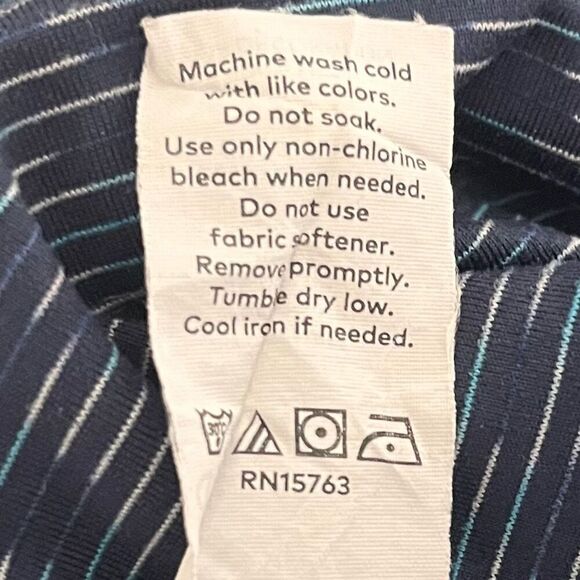 Machine wash cold
with like colors.
Do not soak.
Use only non-chlorine
bleach when needed.
Do not use
fabric softener.
Remove promptly.
Tumble dry low.
Cool iron if needed.
30°C
RN15763